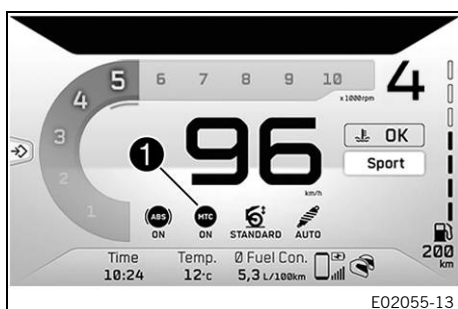 5 6 7 8 9 10
4
x1000rpm
4
3
2
1
1
96
km/h
OK
Sport
ABS
ON
MTC
ON
STANDARD
AUTO
200
km
Time
10:24
Temp.
12°C
Ø Fuel Con.
5,3 L/100km
E02055-13